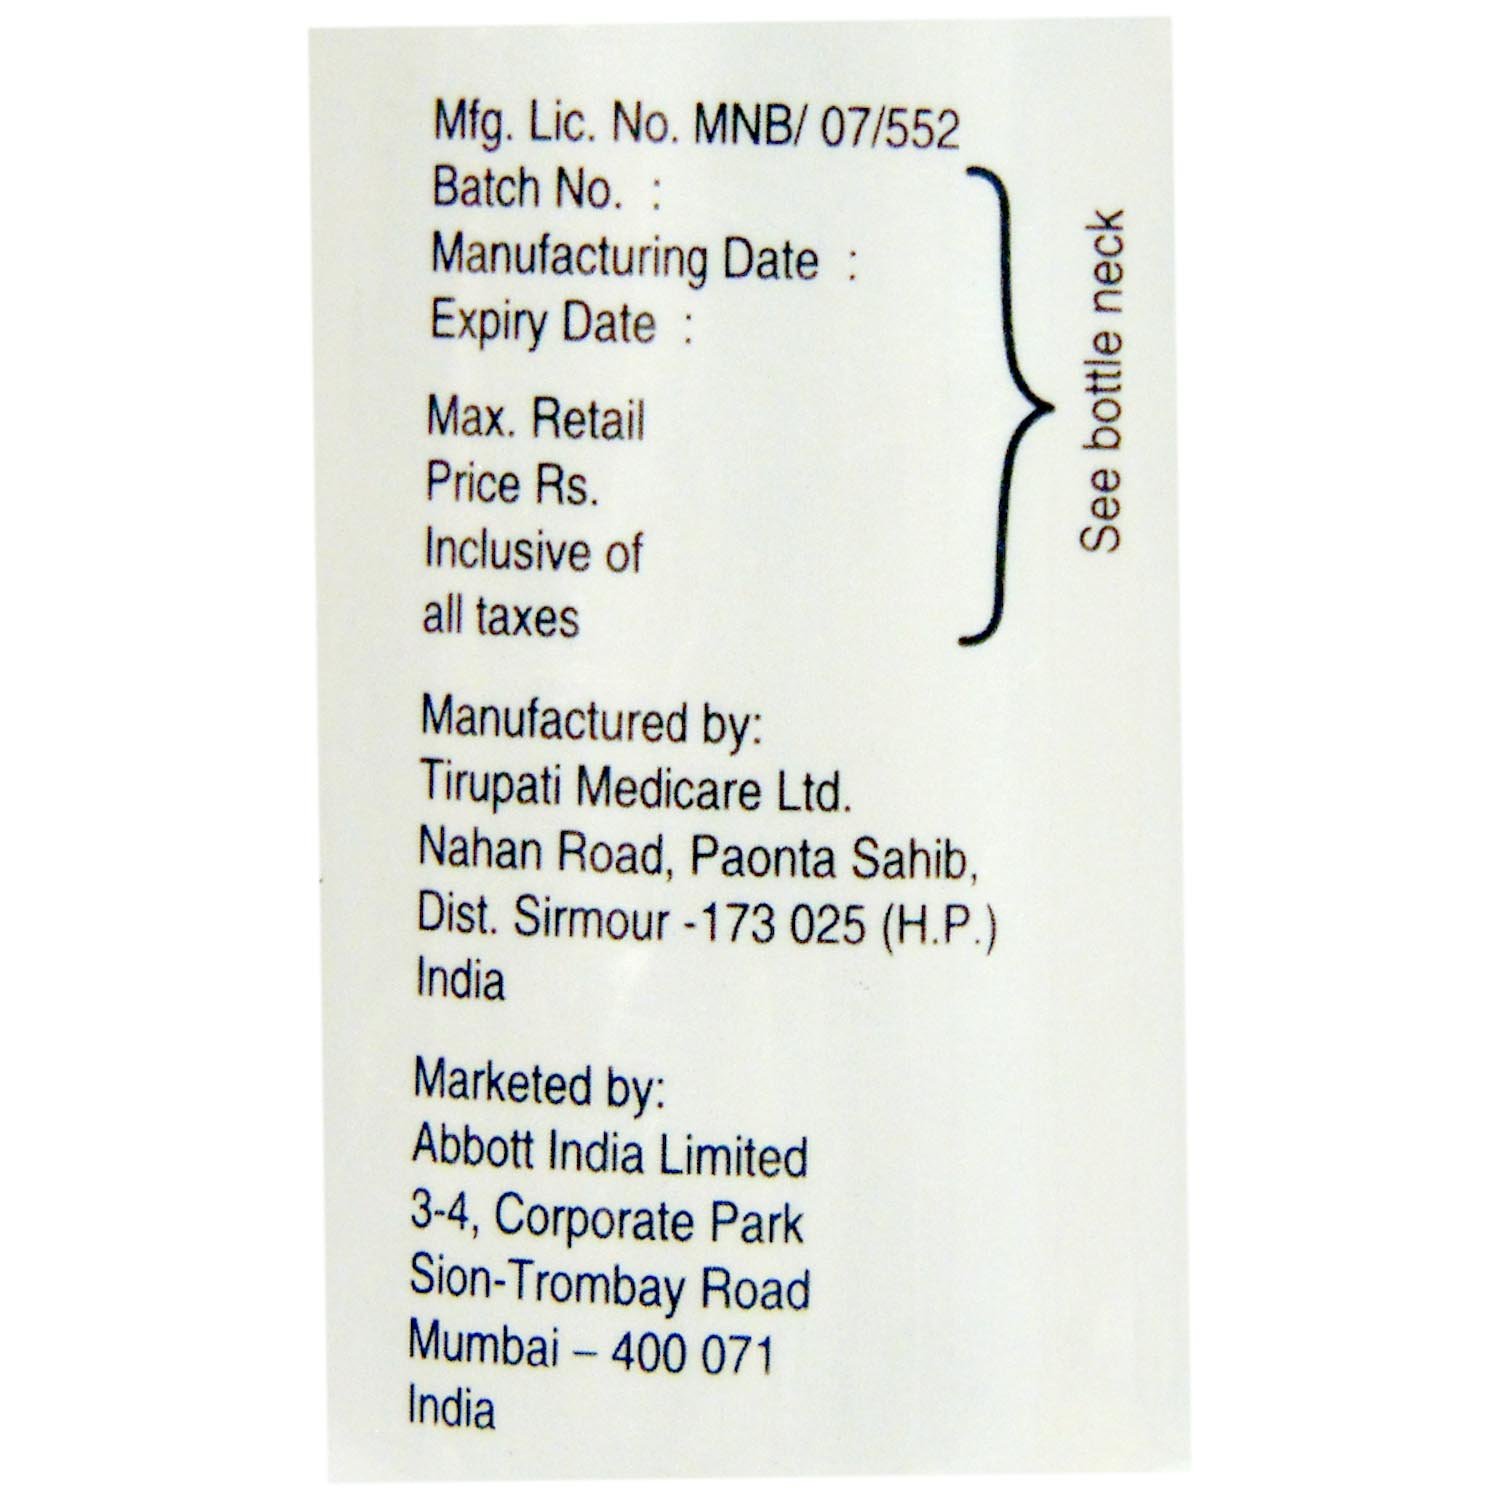 Mfg. Lic. No. MNB/ 07/552
Batch No. :
Manufacturing Date :
Expiry Date :
Max. Retail
Price Rs.
Inclusive of
all taxes
See bottle neck
Manufactured by:
Tirupati Medicare Ltd.
Nahan Road, Paonta Sahib,
Dist. Sirmour -173 025 (H.P.)
India
Marketed by:
Abbott India Limited
3-4, Corporate Park
Sion-Trombay Road
Mumbai – 400 071
India